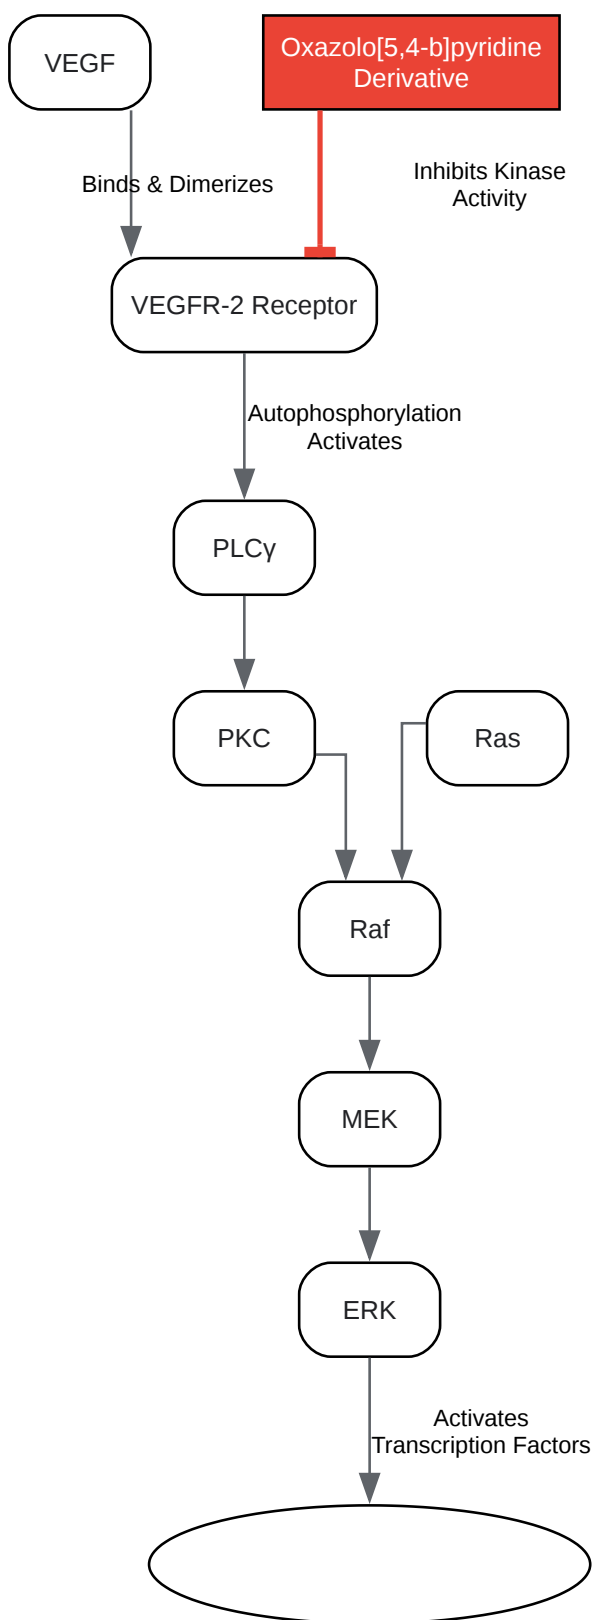 VEGF
Oxazolo[5,4-b]pyridine
Derivative
Binds & Dimerizes
Inhibits Kinase
Activity
VEGFR-2 Receptor
Autophosphorylation
Activates
PLCγ
PKC
Ras
Raf
MEK
ERK
Activates
Transcription Factors